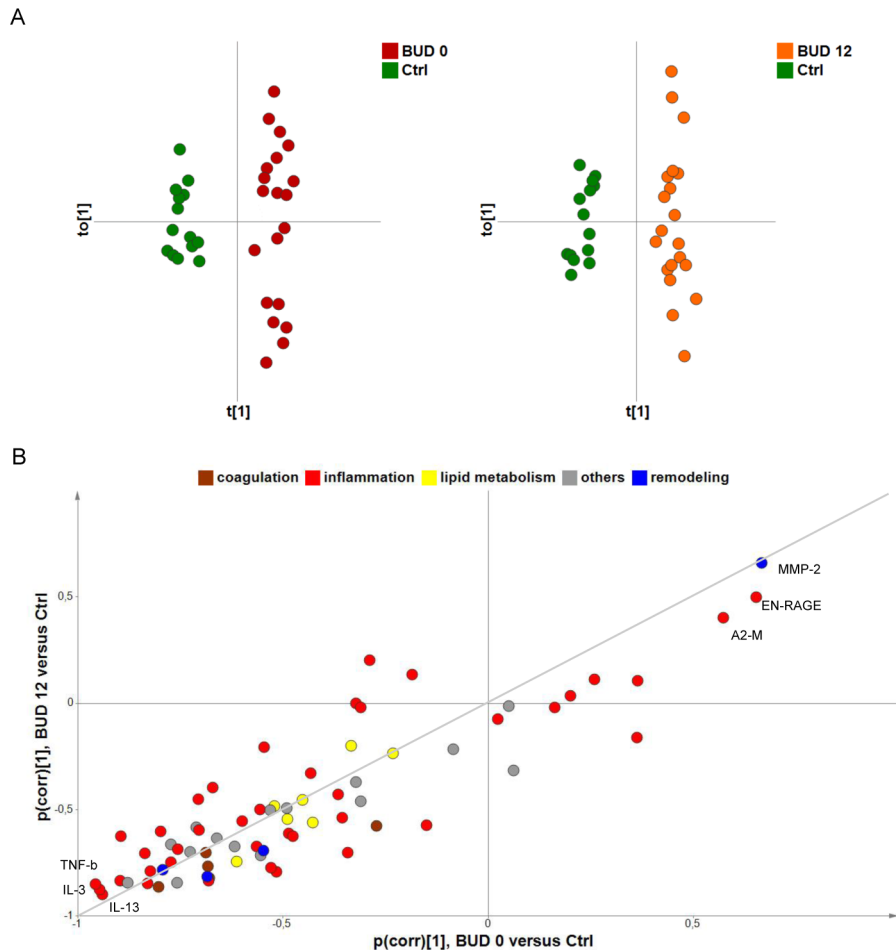 A
BUD 0
Ctrl
to[1]
t[1]
BUD 12
Ctrl
to[1]
t[1]
B
coagulation inflammation lipid metabolism others remodeling
p(corr)[1], BUD 12 versus Ctrl
0,5
0
-0,5
-1
MMP-2
EN-RAGE
A2-M
TNF-b
IL-3
IL-13
-1 -0,5 0 0,5
p(corr)[1], BUD 0 versus Ctrl